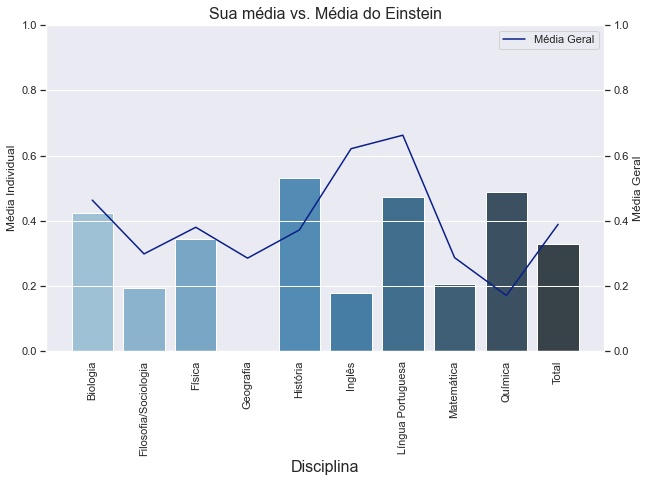 Sua média vs. Média do Einstein
Média Geral
1.0
0.8
0.6
0.4
0.2
0.0
Média Individual
1.0
0.8
0.6
0.4
0.2
0.0
Média Geral
Biologia
Filosofia/Sociologia
Física
Geografia
História
Inglês
Língua Portuguesa
Matemática
Química
Total
Disciplina